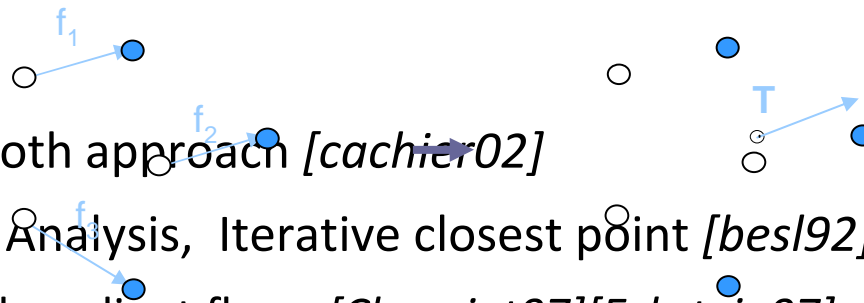 f1
T
f2
oth approach [cachier02]
f3
Analysis, Iterative closest point [besl92]